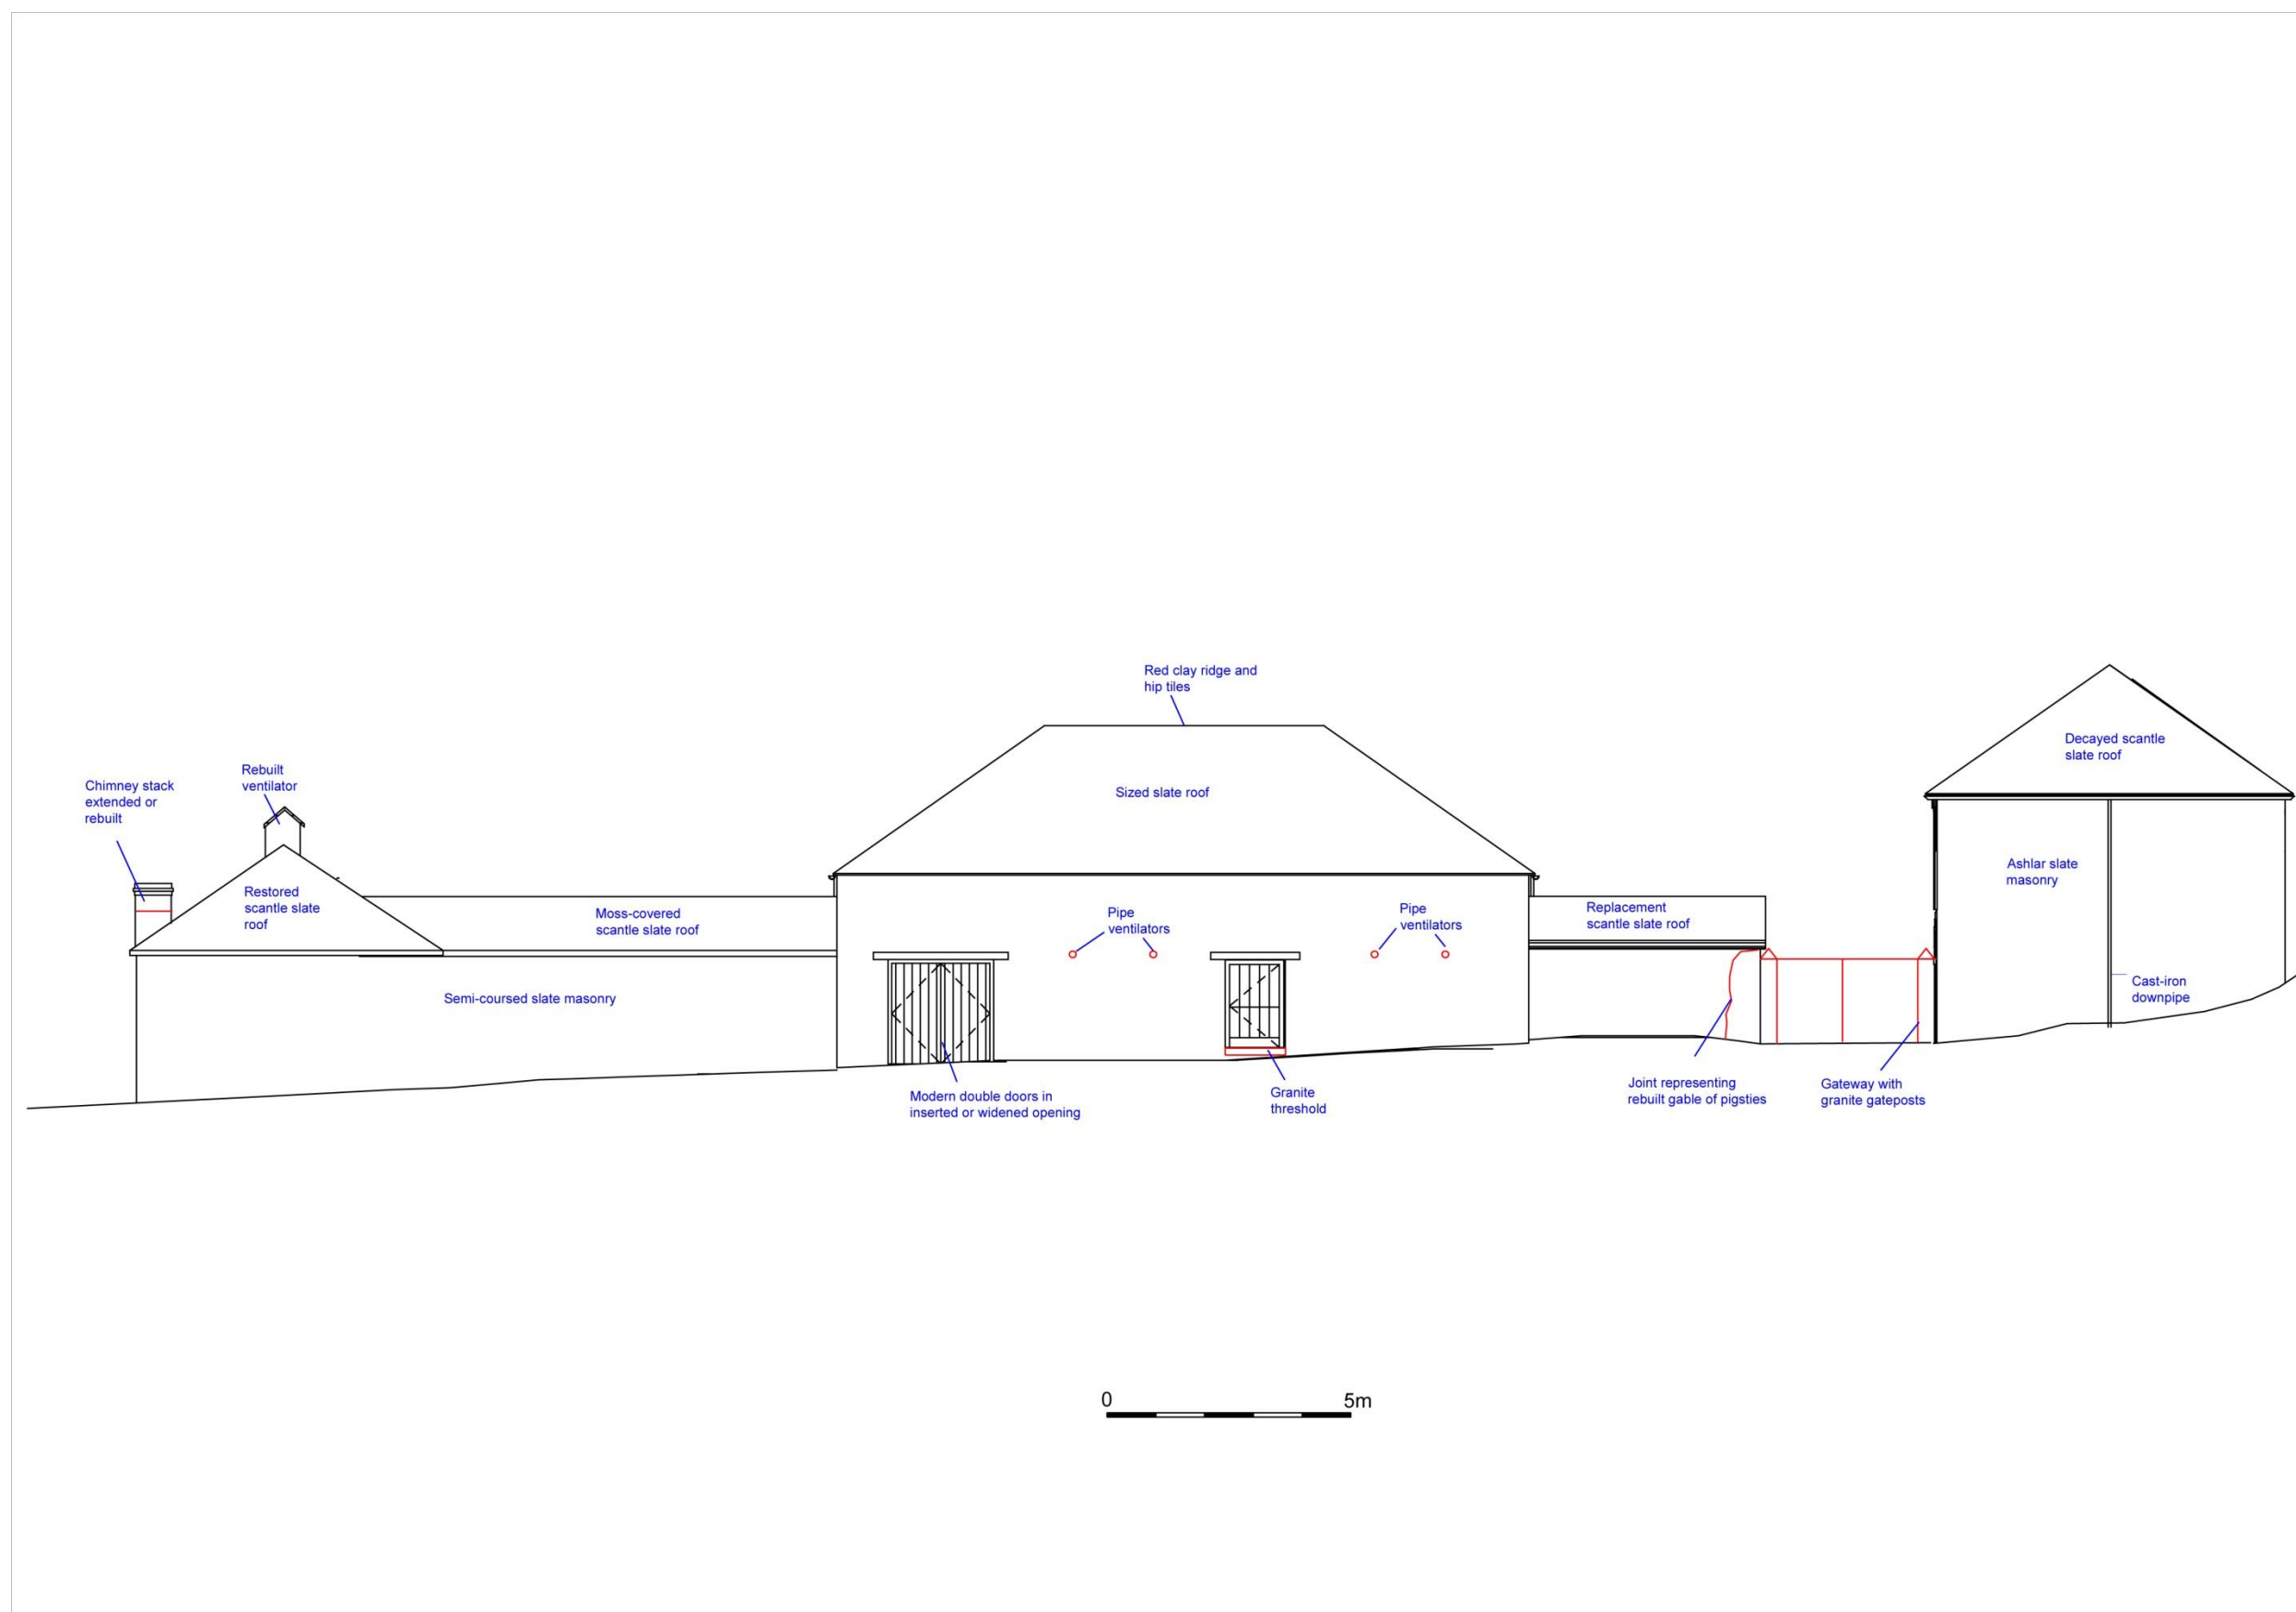 Red clay ridge and
hip tiles
Decayed scantle
slate roof
Rebuilt
ventilator
Chimney stack
extended or
rebuilt
Sized slate roof
Ashlar slate
masonry
Restored
scantle slate
roof
Moss-covered
scantle slate roof
Pipe
ventilators
Pipe
ventilators
Replacement
scantle slate roof
Semi-coursed slate masonry
Cast-iron
downpipe
Modern double doors in
inserted or widened opening
Granite
threshold
Joint representing
rebuilt gable of pigsties
Gateway with
granite gateposts
0 5m